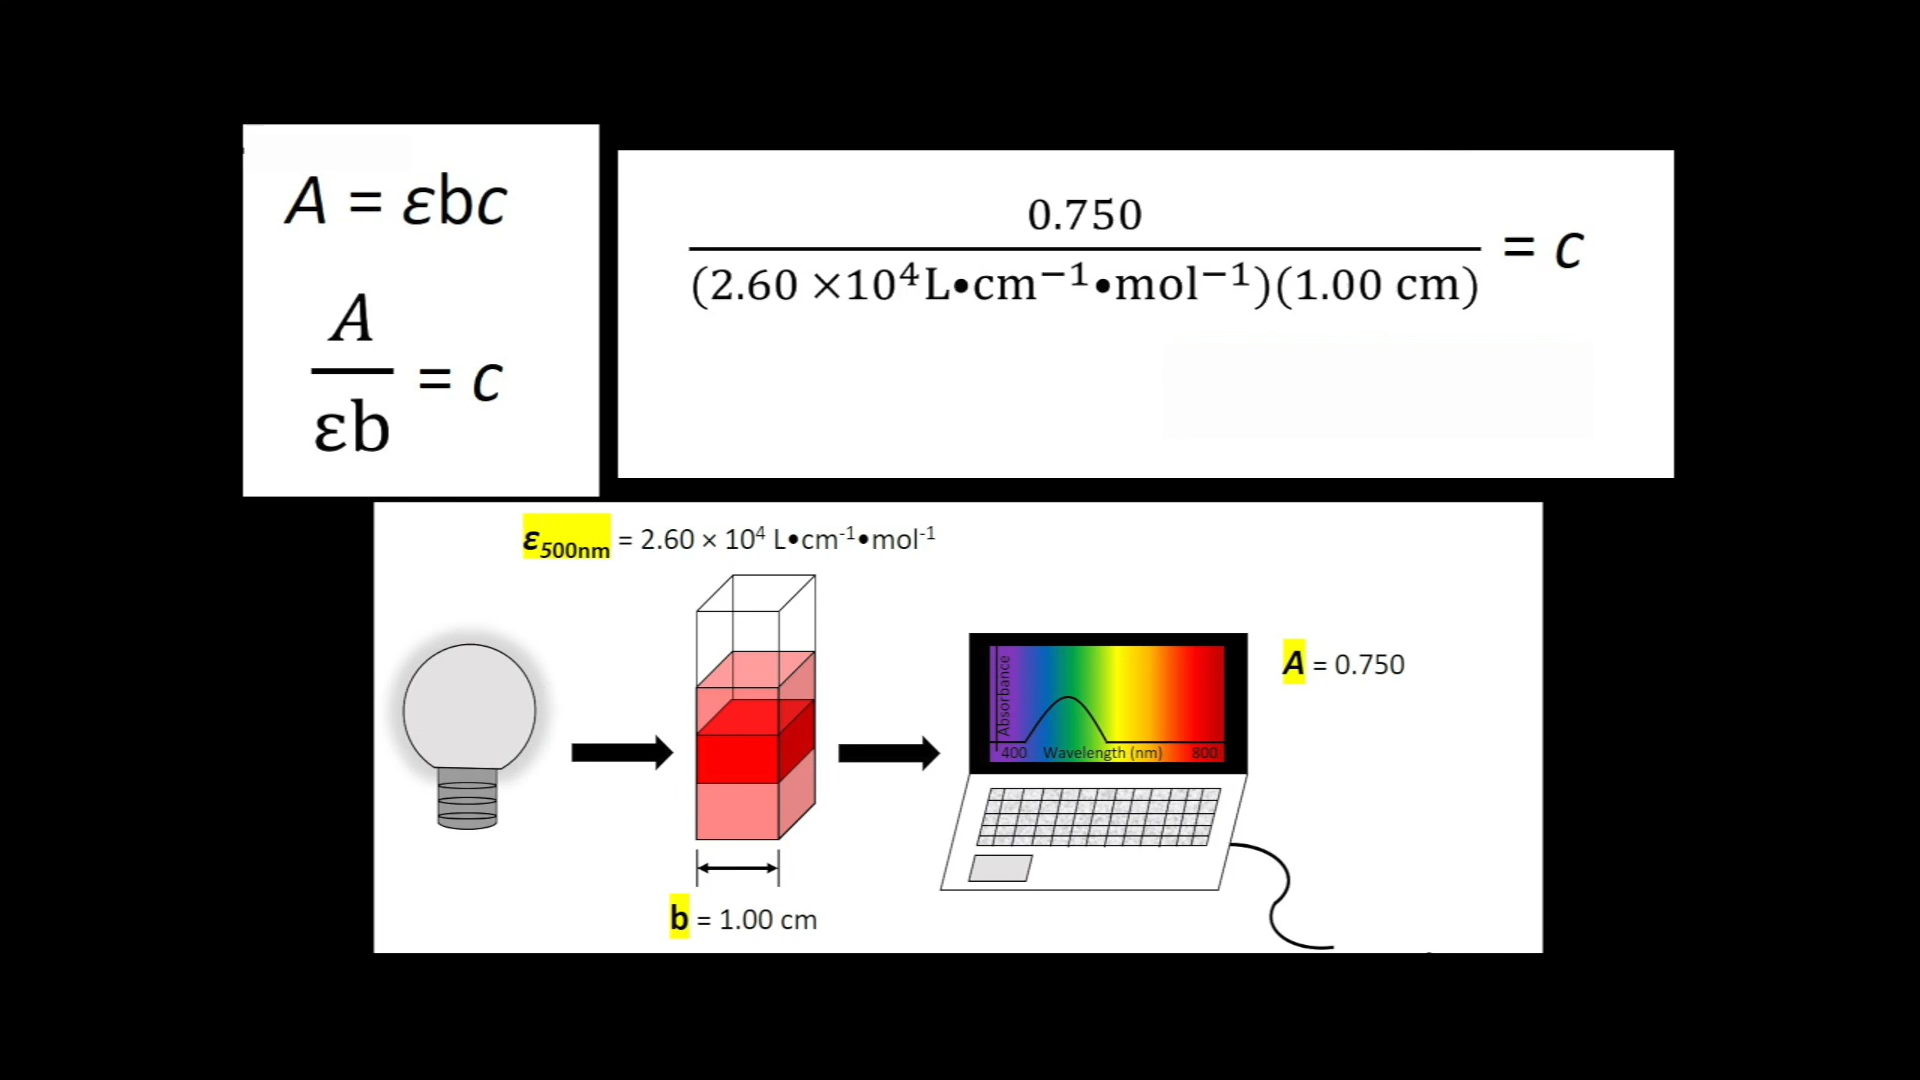 A = εbc
A
εb
= c
0.750
(2.60 ×10⁴L•cm⁻¹•mol⁻¹)(1.00 cm)
= c
ε500nm = 2.60 × 10⁴ L•cm⁻¹•mol⁻¹
A = 0.750
Absorbance
400 Wavelength (nm) 800
b = 1.00 cm